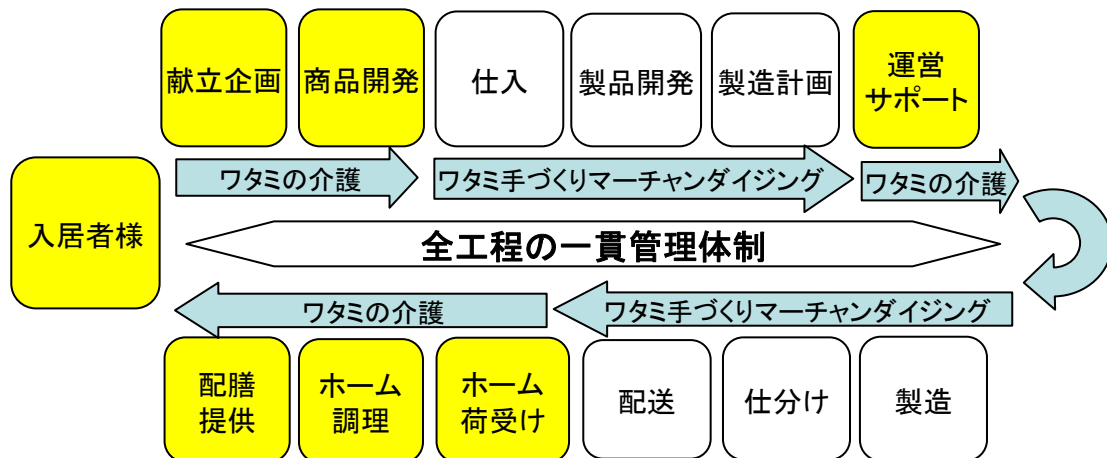 献立企画
商品開発
仕入
製品開発
製造計画
運営
サポート
ワタミの介護
ワタミ手づくりマーチャンダイジング
ワタミの介護
入居者様
全工程の一貫管理体制
ワタミの介護
ワタミ手づくりマーチャンダイジング
配膳
提供
ホーム
調理
ホーム
荷受け
配送
仕分け
製造